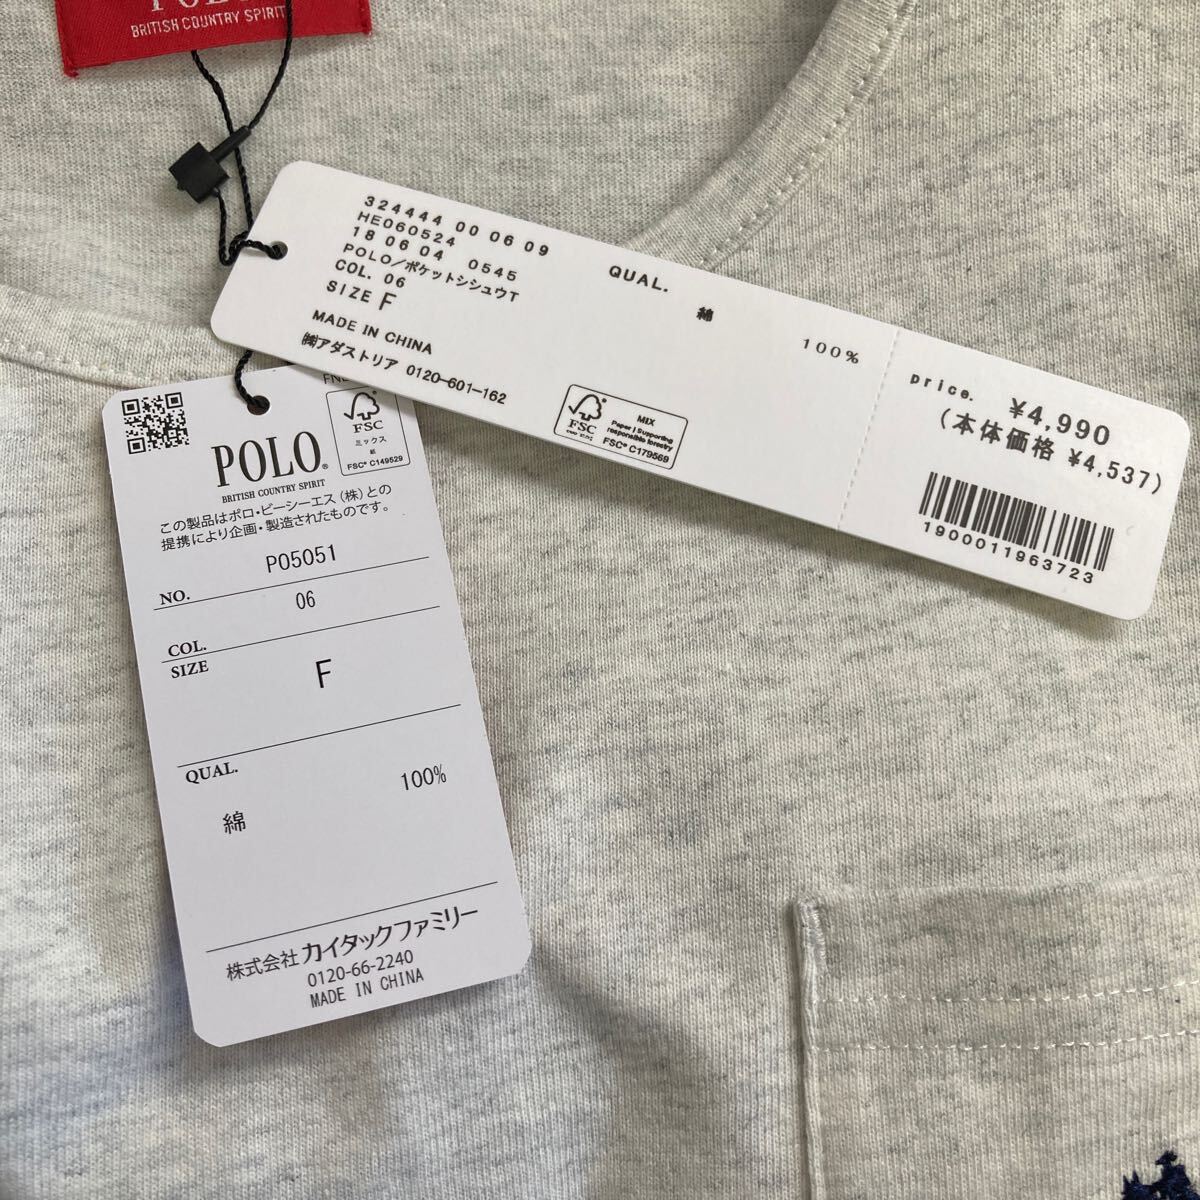 BRITISH COUNTRY SPIRIT
324444 00 06 09
HE060524
18 06 04 0545
POLO/ポケットシシュウT
COL. 06
SIZE F
MADE IN CHINA
㈱アダストリア 0120-601-162
QUAL.
綿
100%
FSC
MIX
Paper | Supporting
responsible forestry
FSC® C179569
price.
¥4,990
(本体価格 ¥4,537)
1900011963723
POLO®
BRITISH COUNTRY SPIRIT
FSC
ミックス
紙
FSC® C149529
この製品はポロ・ビーシーエス(株)との
提携により企画・製造されたものです。
NO.
P05051
COL.
06
SIZE
F
QUAL.
綿
100%
株式会社カイタックファミリー
0120-66-2240
MADE IN CHINA